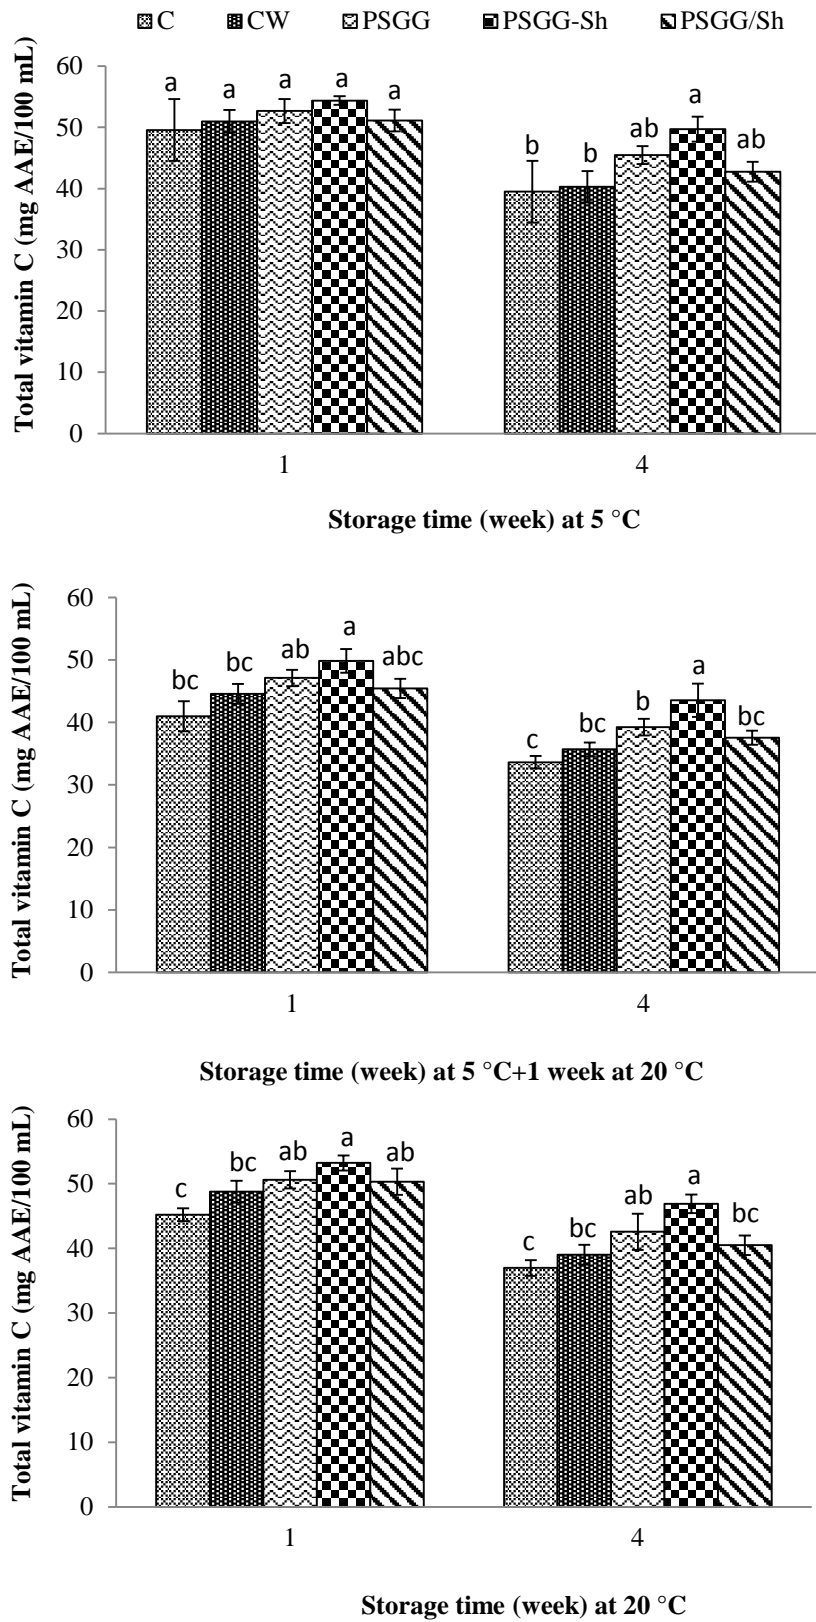 C CW PSGG PSGG-Sh PSGG/Sh
Total vitamin C (mg AAE/100 mL)
60
50
40
30
20
10
0
a a a a a
b b ab a ab
1 4
Storage time (week) at 5 °C
Total vitamin C (mg AAE/100 mL)
60
50
40
30
20
10
0
bc bc ab a abc
c bc b a bc
1 4
Storage time (week) at 5 °C+1 week at 20 °C
Total vitamin C (mg AAE/100 mL)
60
50
40
30
20
10
0
c bc ab a ab
c bc ab a bc
1 4
Storage time (week) at 20 °C